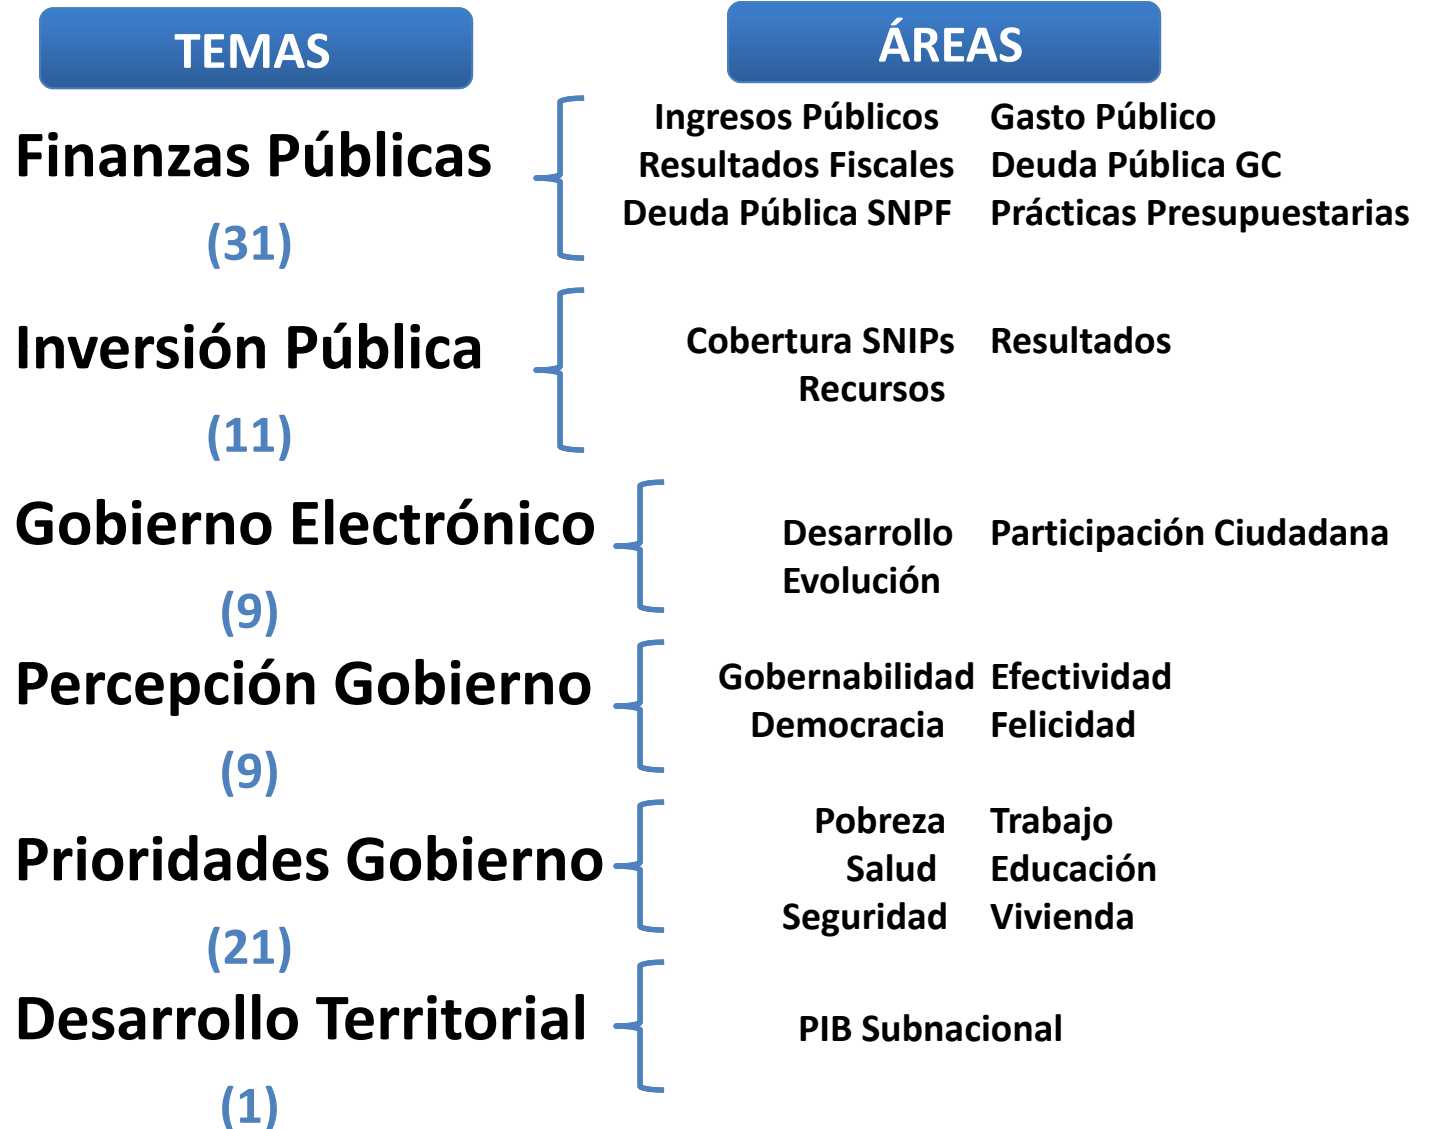 TEMAS
ÁREAS
Finanzas Públicas
(31)
Ingresos Públicos Gasto Público
Resultados Fiscales Deuda Pública GC
Deuda Pública SNPF Prácticas Presupuestarias
Inversión Pública
(11)
Cobertura SNIPs Resultados
Recursos
Gobierno Electrónico
(9)
Desarrollo Participación Ciudadana
Evolución
Percepción Gobierno
(9)
Gobernabilidad Efectividad
Democracia Felicidad
Prioridades Gobierno
(21)
Pobreza Trabajo
Salud Educación
Seguridad Vivienda
Desarrollo Territorial
(1)
PIB Subnacional